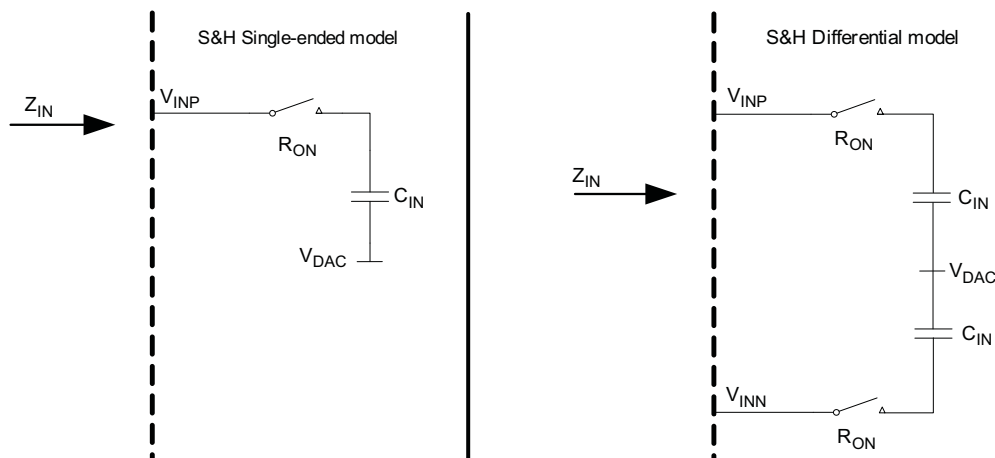 S&H Single-ended model
Z_IN
V_INP
R_ON
C_IN
V_DAC
S&H Differential model
Z_IN
V_INP
R_ON
C_IN
V_DAC
C_IN
V_INN
R_ON